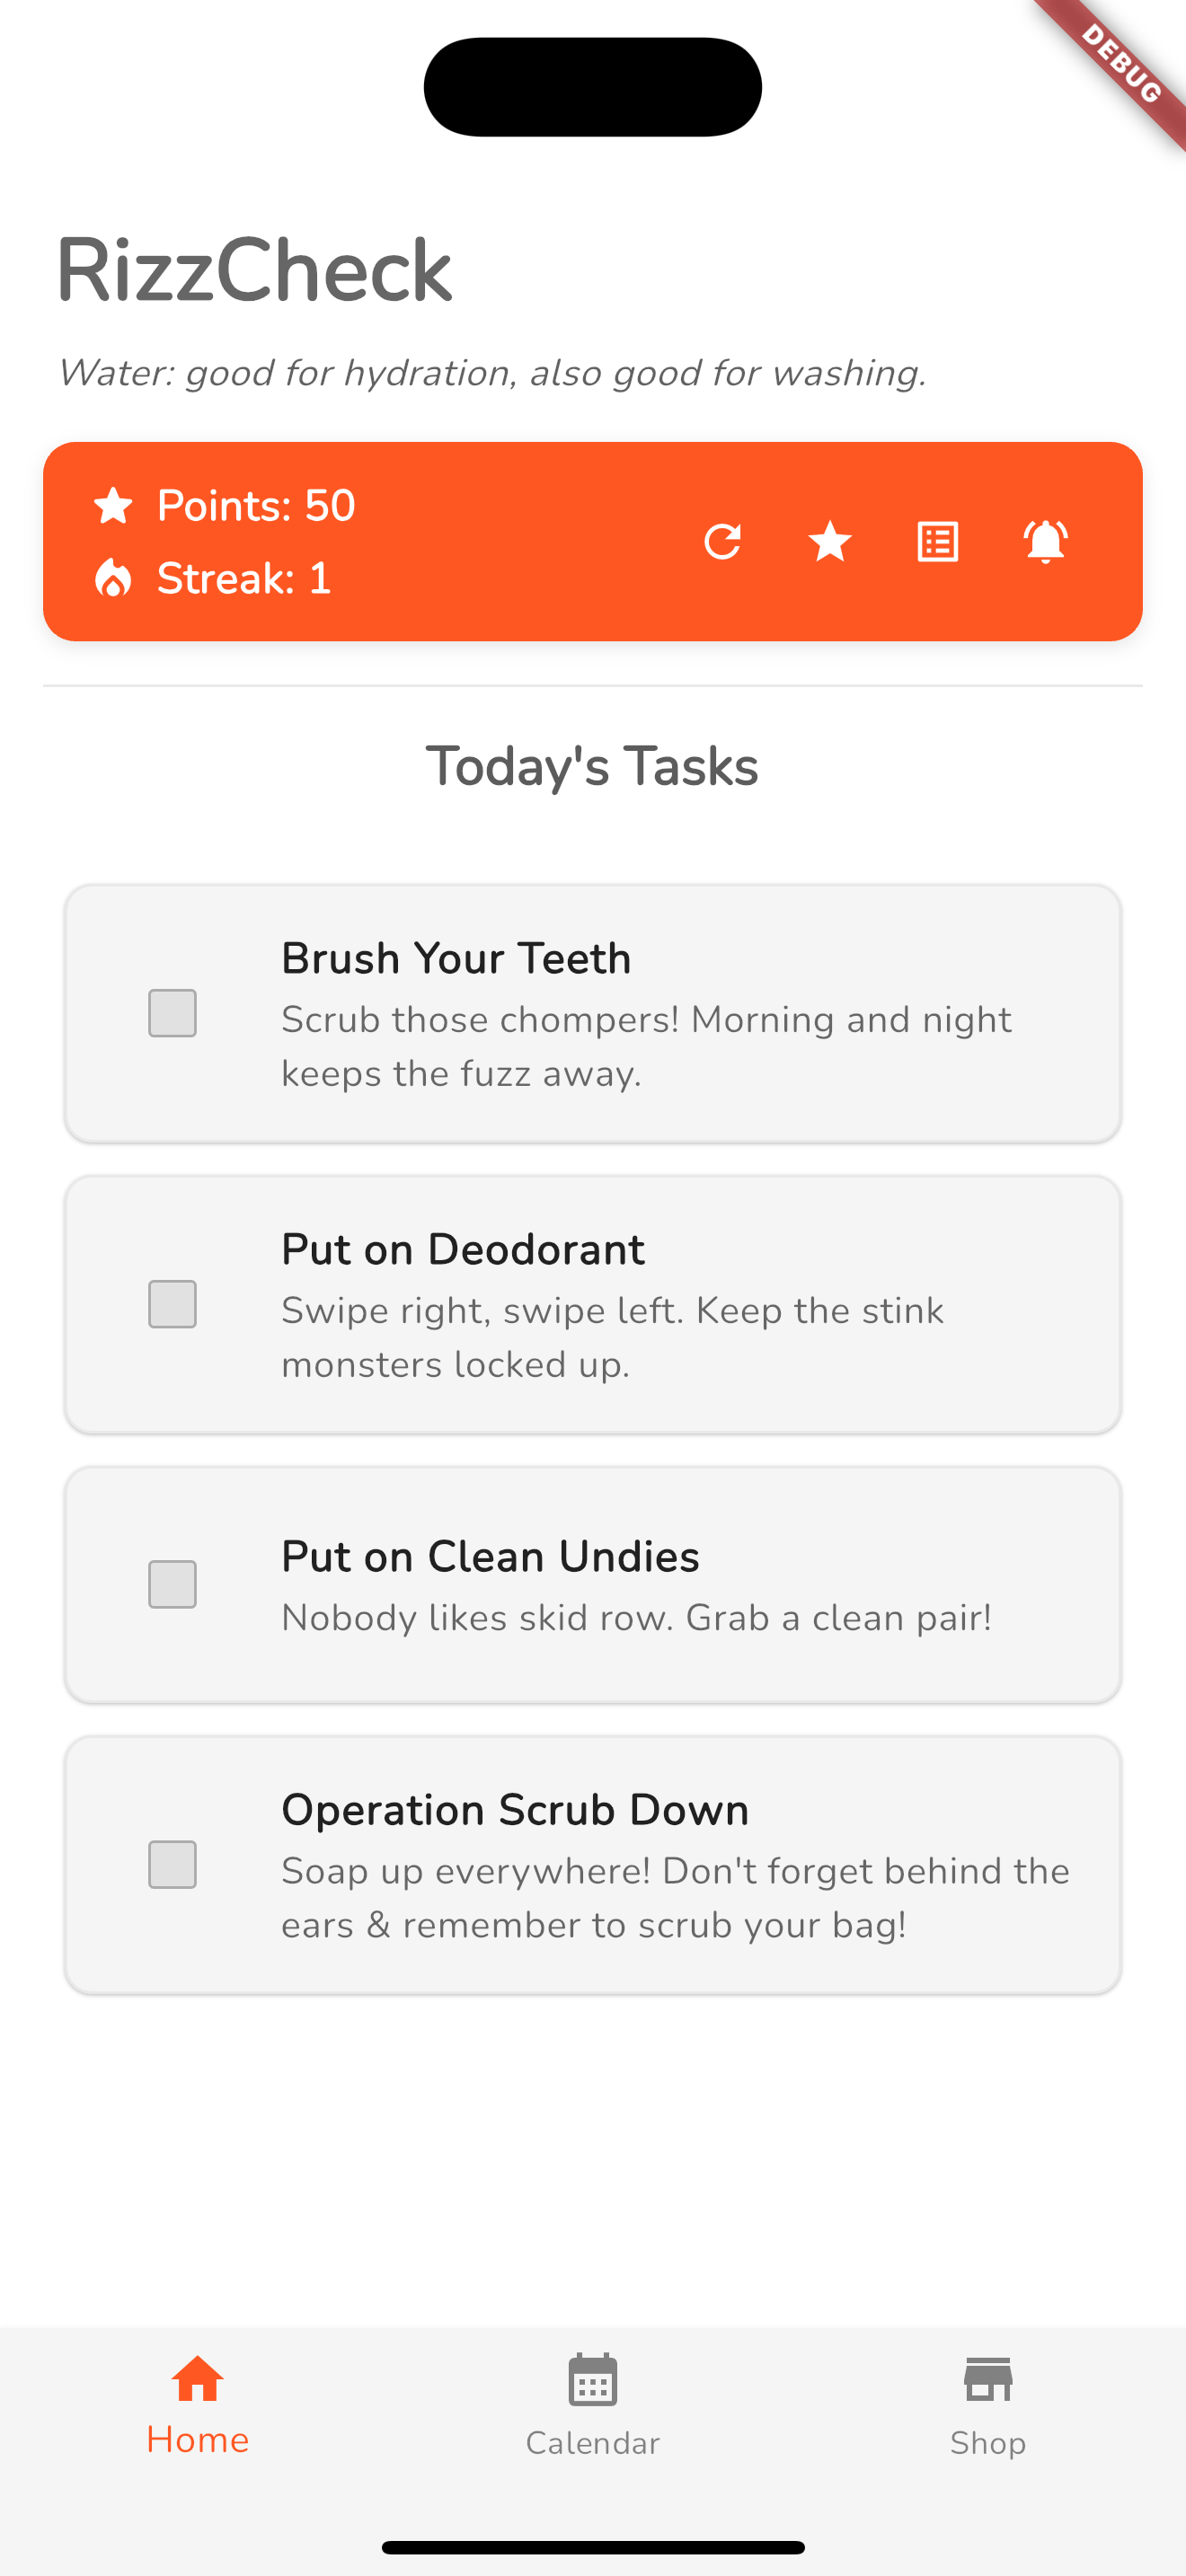 DEBUG
RizzCheck
Water: good for hydration, also good for washing.
Points: 50
Streak: 1
Today's Tasks
Brush Your Teeth
Scrub those chompers! Morning and night
keeps the fuzz away.
Put on Deodorant
Swipe right, swipe left. Keep the stink
monsters locked up.
Put on Clean Undies
Nobody likes skid row. Grab a clean pair!
Operation Scrub Down
Soap up everywhere! Don't forget behind the
ears & remember to scrub your bag!
Home
Calendar
Shop